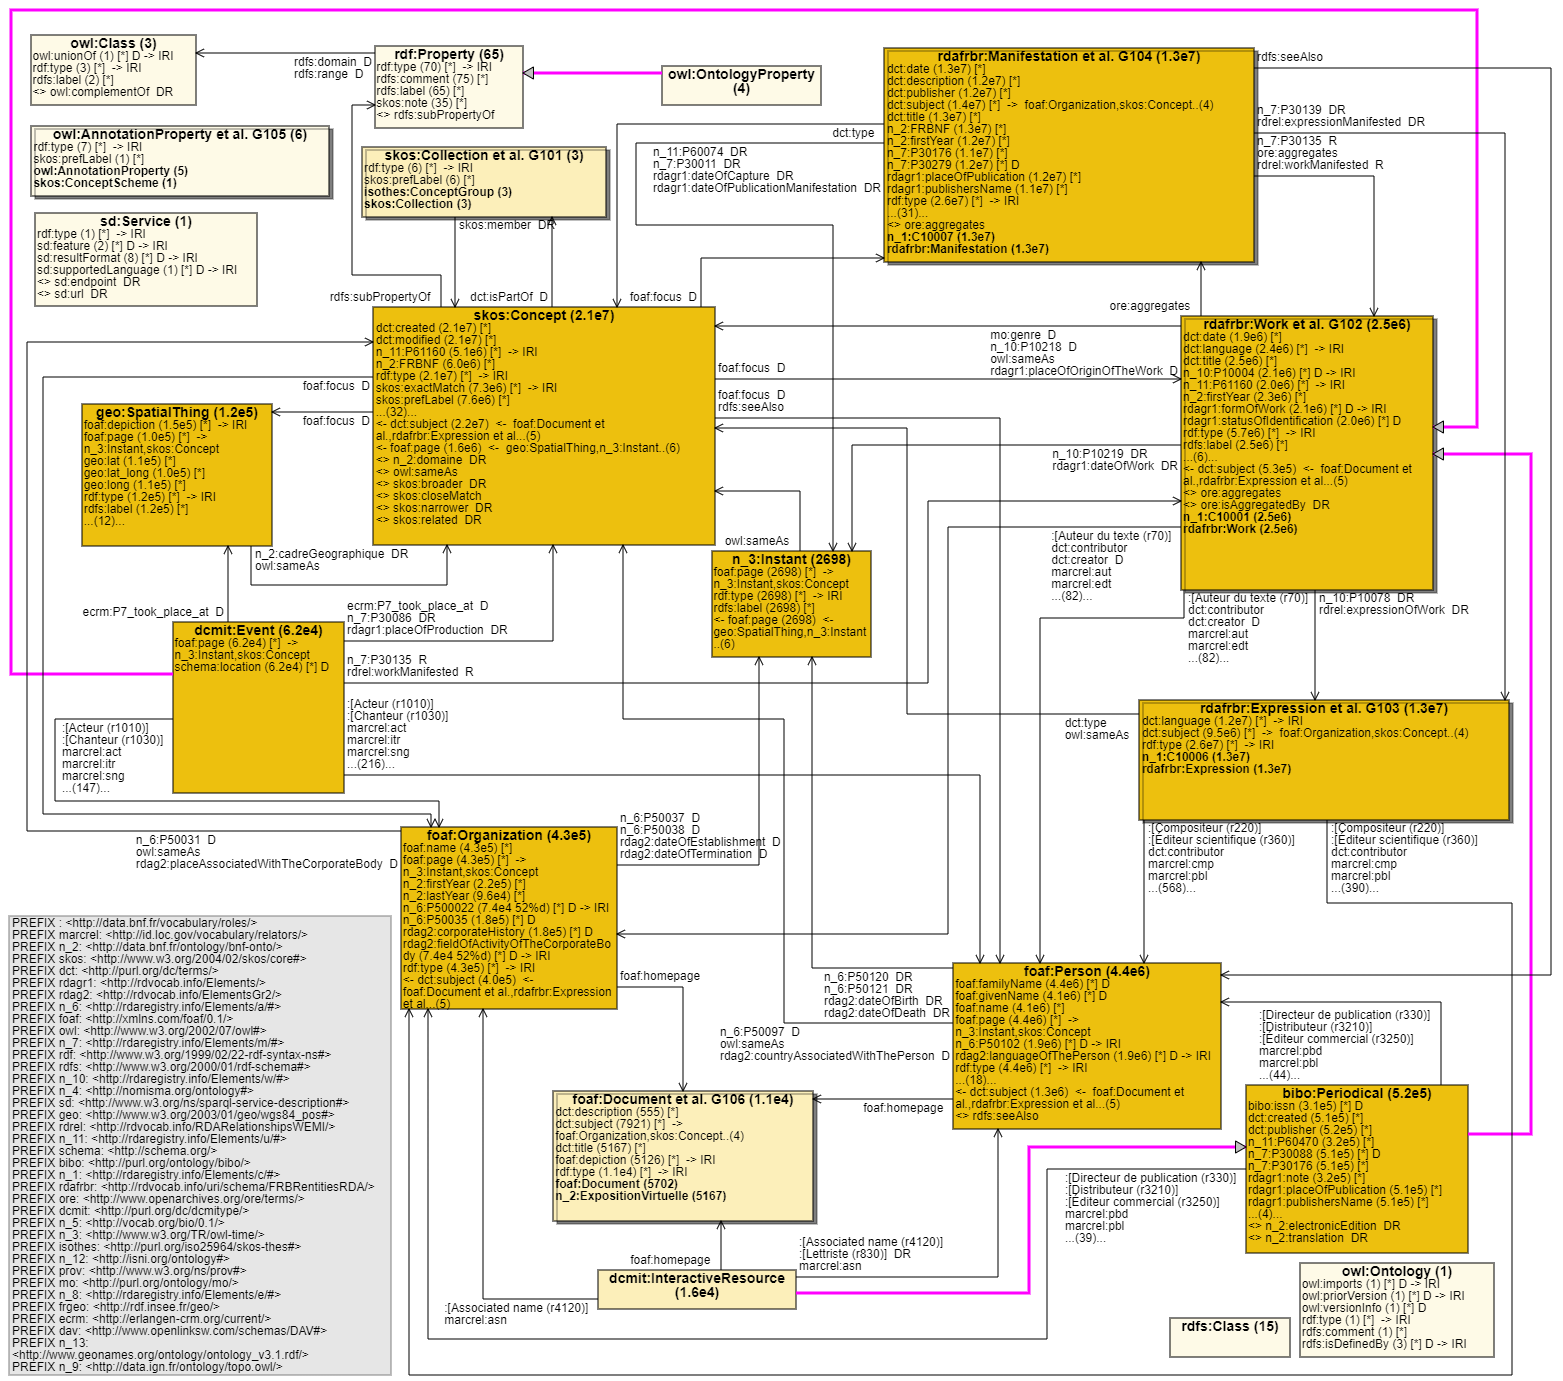 owl:Class (3)
owl:unionOf (1) [*] D -> IRI
rdf:type (3) [*]  -> IRI
rdfs:label (2) [*]
<> owl:complementOf  DR
rdfs:domain  D
rdfs:range  D
rdf:Property (65)
rdf:type (70) [*]  -> IRI
rdfs:comment (75) [*]
rdfs:label (65) [*]
skos:note (35) [*]
<> rdfs:subPropertyOf
owl:OntologyProperty
(4)
owl:AnnotationProperty et al. G105 (6)
rdf:type (7) [*]  -> IRI
skos:prefLabel (1) [*]
owl:AnnotationProperty (5)
skos:ConceptScheme (1)
skos:Collection et al. G101 (3)
rdf:type (6) [*]  -> IRI
skos:prefLabel (6) [*]
isothes:ConceptGroup (3)
skos:Collection (3)
skos:member  DR
sd:Service (1)
rdf:type (1) [*]  -> IRI
sd:feature (2) [*] D -> IRI
sd:resultFormat (8) [*] D -> IRI
sd:supportedLanguage (1) [*] D -> IRI
<> sd:endpoint  DR
<> sd:url  DR
rdafrbr:Manifestation et al. G104 (1.3e7)
dct:date (1.3e7) [*]
dct:description (1.2e7) [*]
dct:publisher (1.2e7) [*]
dct:subject (1.4e7) [*]  ->  foaf:Organization,skos:Concept..(4)
dct:title (1.3e7) [*]
n_2:FRBNF (1.3e7) [*]
n_2:firstYear (1.2e7) [*]
n_7:P30176 (1.1e7) [*]
n_7:P30279 (1.2e7) [*] D
rdagr1:placeOfPublication (1.2e7) [*]
rdagr1:publishersName (1.1e7) [*]
rdf:type (2.6e7) [*]  -> IRI
...(31)...
<> ore:aggregates
n_1:C10007 (1.3e7)
rdafrbr:Manifestation (1.3e7)
rdfs:seeAlso
n_7:P30139  DR
rdrel:expressionManifested  DR
n_7:P30135  R
ore:aggregates
rdrel:workManifested  R
dct:type
n_11:P60074  DR
n_7:P30011  DR
rdagr1:dateOfCapture  DR
rdagr1:dateOfPublicationManifestation  DR
rdfs:subPropertyOf
dct:isPartOf  D
foaf:focus  D
ore:aggregates
skos:Concept (2.1e7)
dct:created (2.1e7) [*]
dct:modified (2.1e7) [*]
n_11:P61160 (5.1e6) [*]  -> IRI
n_2:FRBNF (6.0e6) [*]
rdf:type (2.1e7) [*]  -> IRI
skos:exactMatch (7.3e6) [*]  -> IRI
skos:prefLabel (7.6e6) [*]
...(32)...
<- dct:subject (2.2e7)  <-  foaf:Document et
al.,rdafrbr:Expression et al...(5)
<- foaf:page (1.6e6)  <-  geo:SpatialThing,n_3:Instant..(6)
<> n_2:domaine  DR
<> owl:sameAs
<> skos:broader  DR
<> skos:closeMatch
<> skos:narrower  DR
<> skos:related  DR
mo:genre  D
n_10:P10218  D
owl:sameAs
rdagr1:placeOfOriginOfTheWork  D
foaf:focus  D
foaf:focus  D
rdfs:seeAlso
rdafrbr:Work et al. G102 (2.5e6)
dct:date (1.9e6) [*]
dct:language (2.4e6) [*]  -> IRI
dct:title (2.5e6) [*]
n_10:P10004 (2.1e6) [*] D -> IRI
n_11:P61160 (2.0e6) [*]  -> IRI
n_2:firstYear (2.3e6) [*]
rdagr1:formOfWork (2.1e6) [*] D -> IRI
rdagr1:statusOfIdentification (2.0e6) [*] D
rdf:type (5.7e6) [*]  -> IRI
rdfs:label (2.5e6) [*]
...(6)...
<- dct:subject (5.3e5)  <-  foaf:Document et
al.,rdafrbr:Expression et al...(5)
<> ore:aggregates
<> ore:isAggregatedBy  DR
n_1:C10001 (2.5e6)
rdafrbr:Work (2.5e6)
foaf:focus  D
foaf:focus  D
geo:SpatialThing (1.2e5)
foaf:depiction (1.5e5) [*]  -> IRI
foaf:page (1.0e5) [*]  ->
n_3:Instant,skos:Concept
geo:lat (1.1e5) [*]
geo:lat_long (1.0e5) [*]
geo:long (1.1e5) [*]
rdf:type (1.2e5) [*]  -> IRI
rdfs:label (1.2e5) [*]
...(12)...
n_2:cadreGeographique  DR
owl:sameAs
n_10:P10219  DR
rdagr1:dateOfWork  DR
owl:sameAs
n_3:Instant (2698)
foaf:page (2698) [*]  ->
n_3:Instant,skos:Concept
rdf:type (2698) [*]  -> IRI
rdfs:label (2698) [*]
<- foaf:page (2698)  <-
geo:SpatialThing,n_3:Instant
..(6)
:[Auteur du texte (r70)]
dct:contributor
dct:creator  D
marcrel:aut
marcrel:edt
...(82)...
:[Auteur du texte (r70)]
dct:contributor
dct:creator  D
marcrel:aut
marcrel:edt
...(82)...
n_10:P10078  DR
rdrel:expressionOfWork  DR
ecrm:P7_took_place_at  D
ecrm:P7_took_place_at  D
n_7:P30086  DR
rdagr1:placeOfProduction  DR
n_7:P30135  R
rdrel:workManifested  R
dcmit:Event (6.2e4)
foaf:page (6.2e4) [*]  ->
n_3:Instant,skos:Concept
schema:location (6.2e4) [*] D
:[Acteur (r1010)]
:[Chanteur (r1030)]
marcrel:act
marcrel:itr
marcrel:sng
...(216)...
:[Acteur (r1010)]
:[Chanteur (r1030)]
marcrel:act
marcrel:itr
marcrel:sng
...(147)...
dct:type
owl:sameAs
rdafrbr:Expression et al. G103 (1.3e7)
dct:language (1.2e7) [*]  -> IRI
dct:subject (9.5e6) [*]  ->  foaf:Organization,skos:Concept..(4)
rdf:type (2.6e7) [*]  -> IRI
n_1:C10006 (1.3e7)
rdafrbr:Expression (1.3e7)
:[Compositeur (r220)]
:[Editeur scientifique (r360)]
dct:contributor
marcrel:cmp
marcrel:pbl
...(568)...
:[Compositeur (r220)]
:[Editeur scientifique (r360)]
dct:contributor
marcrel:cmp
marcrel:pbl
...(390)...
n_6:P50031  D
owl:sameAs
rdag2:placeAssociatedWithTheCorporateBody  D
foaf:Organization (4.3e5)
foaf:name (4.3e5) [*]
foaf:page (4.3e5) [*]  ->
n_3:Instant,skos:Concept
n_2:firstYear (2.2e5) [*]
n_2:lastYear (9.6e4) [*]
n_6:P500022 (7.4e4 52%d) [*] D -> IRI
n_6:P50035 (1.8e5) [*] D
rdag2:corporateHistory (1.8e5) [*] D
rdag2:fieldOfActivityOfTheCorporateBo
dy (7.4e4 52%d) [*] D -> IRI
rdf:type (4.3e5) [*]  -> IRI
<- dct:subject (4.0e5)  <-
foaf:Document et al.,rdafrbr:Expression
et al...(5)
n_6:P50037  D
n_6:P50038  D
rdag2:dateOfEstablishment  D
rdag2:dateOfTermination  D
foaf:homepage
n_6:P50120  DR
n_6:P50121  DR
rdag2:dateOfBirth  DR
rdag2:dateOfDeath  DR
n_6:P50097  D
owl:sameAs
rdag2:countryAssociatedWithThePerson  D
foaf:homepage
foaf:Person (4.4e6)
foaf:familyName (4.4e6) [*] D
foaf:givenName (4.1e6) [*] D
foaf:name (4.1e6) [*]
foaf:page (4.4e6) [*]  ->
n_3:Instant,skos:Concept
n_6:P50102 (1.9e6) [*] D -> IRI
rdag2:languageOfThePerson (1.9e6) [*] D -> IRI
rdf:type (4.4e6) [*]  -> IRI
...(18)...
<- dct:subject (1.3e6)  <-  foaf:Document et
al.,rdafrbr:Expression et al...(5)
<> rdfs:seeAlso
:[Directeur de publication (r330)]
:[Distributeur (r3210)]
:[Editeur commercial (r3250)]
marcrel:pbd
marcrel:pbl
...(44)...
bibo:Periodical (5.2e5)
bibo:issn (3.1e5) [*] D
dct:created (5.1e5) [*]
dct:publisher (5.2e5) [*]
n_11:P60470 (3.2e5) [*]
n_7:P30088 (5.1e5) [*] D
n_7:P30176 (5.1e5) [*]
rdagr1:note (3.2e5) [*]
rdagr1:placeOfPublication (5.1e5) [*]
rdagr1:publishersName (5.1e5) [*]
...(4)...
<> n_2:electronicEdition  DR
<> n_2:translation  DR
:[Directeur de publication (r330)]
:[Distributeur (r3210)]
:[Editeur commercial (r3250)]
marcrel:pbd
marcrel:pbl
...(39)...
foaf:Document et al. G106 (1.1e4)
dct:description (555) [*]
dct:subject (7921) [*]  ->
foaf:Organization,skos:Concept..(4)
dct:title (5167) [*]
foaf:depiction (5126) [*]  -> IRI
rdf:type (1.1e4) [*]  -> IRI
foaf:Document (5702)
n_2:ExpositionVirtuelle (5167)
foaf:homepage
:[Associated name (r4120)]
:[Lettriste (r830)]  DR
marcrel:asn
dcmit:InteractiveResource
(1.6e4)
:[Associated name (r4120)]
marcrel:asn
rdfs:Class (15)
owl:Ontology (1)
owl:imports (1) [*] D -> IRI
owl:priorVersion (1) [*] D -> IRI
owl:versionInfo (1) [*] D
rdf:type (1) [*]  -> IRI
rdfs:comment (1) [*]
rdfs:isDefinedBy (3) [*] D -> IRI
PREFIX : <http://data.bnf.fr/vocabulary/roles/>
PREFIX marcrel: <http://id.loc.gov/vocabulary/relators/>
PREFIX n_2: <http://data.bnf.fr/ontology/bnf-onto/>
PREFIX skos: <http://www.w3.org/2004/02/skos/core#>
PREFIX dct: <http://purl.org/dc/terms/>
PREFIX rdagr1: <http://rdvocab.info/Elements/>
PREFIX rdag2: <http://rdvocab.info/ElementsGr2/>
PREFIX n_6: <http://rdaregistry.info/Elements/a/#>
PREFIX foaf: <http://xmlns.com/foaf/0.1/>
PREFIX owl: <http://www.w3.org/2002/07/owl#>
PREFIX n_7: <http://rdaregistry.info/Elements/m/#>
PREFIX rdf: <http://www.w3.org/1999/02/22-rdf-syntax-ns#>
PREFIX rdfs: <http://www.w3.org/2000/01/rdf-schema#>
PREFIX n_10: <http://rdaregistry.info/Elements/w/#>
PREFIX n_4: <http://nomisma.org/ontology#>
PREFIX sd: <http://www.w3.org/ns/sparql-service-description#>
PREFIX geo: <http://www.w3.org/2003/01/geo/wgs84_pos#>
PREFIX rdrel: <http://rdvocab.info/RDARelationshipsWEMI/>
PREFIX n_11: <http://rdaregistry.info/Elements/u/#>
PREFIX schema: <http://schema.org/>
PREFIX bibo: <http://purl.org/ontology/bibo/>
PREFIX n_1: <http://rdaregistry.info/Elements/c/#>
PREFIX rdafrbr: <http://rdvocab.info/uri/schema/FRBRentitiesRDA/>
PREFIX ore: <http://www.openarchives.org/ore/terms/>
PREFIX dcmit: <http://purl.org/dc/dcmitype/>
PREFIX n_5: <http://vocab.org/bio/0.1/>
PREFIX n_3: <http://www.w3.org/TR/owl-time/>
PREFIX isothes: <http://purl.org/iso25964/skos-thes#>
PREFIX n_12: <http://isni.org/ontology#>
PREFIX prov: <http://www.w3.org/ns/prov#>
PREFIX mo: <http://purl.org/ontology/mo/>
PREFIX n_8: <http://rdaregistry.info/Elements/e/#>
PREFIX frgeo: <http://rdf.insee.fr/geo/>
PREFIX ecrm: <http://erlangen-crm.org/current/>
PREFIX dav: <http://www.openlinksw.com/schemas/DAV#>
PREFIX n_13:
<http://www.geonames.org/ontology/ontology_v3.1.rdf/>
PREFIX n_9: <http://data.ign.fr/ontology/topo.owl/>